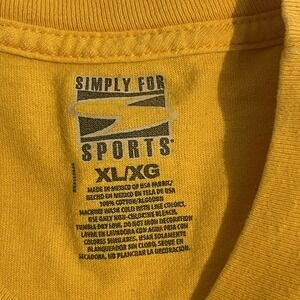 SIMPLY FOR
SPORTS
XL/XG
MADE IN MEXICO OF USA FABRIC/
HECHO EN MEXICO EN TELA DE USA
100% COTTON/ALGODON
MACHINE WASH COLD WITH LIKE COLORS.
USE ONLY NON-CHLORINE BLEACH.
TUMBLE DRY LOW. DO NOT IRON DECORATION/
LAVE EN LAVADORA CON AGUA FRIA. CON
COLORES SIMILARES. USAR SOLAMENTE
BLANQUEADOR SIN CLORO. SEQUE EN
SECADORA. NO PLANCHAR LA DECORACION.